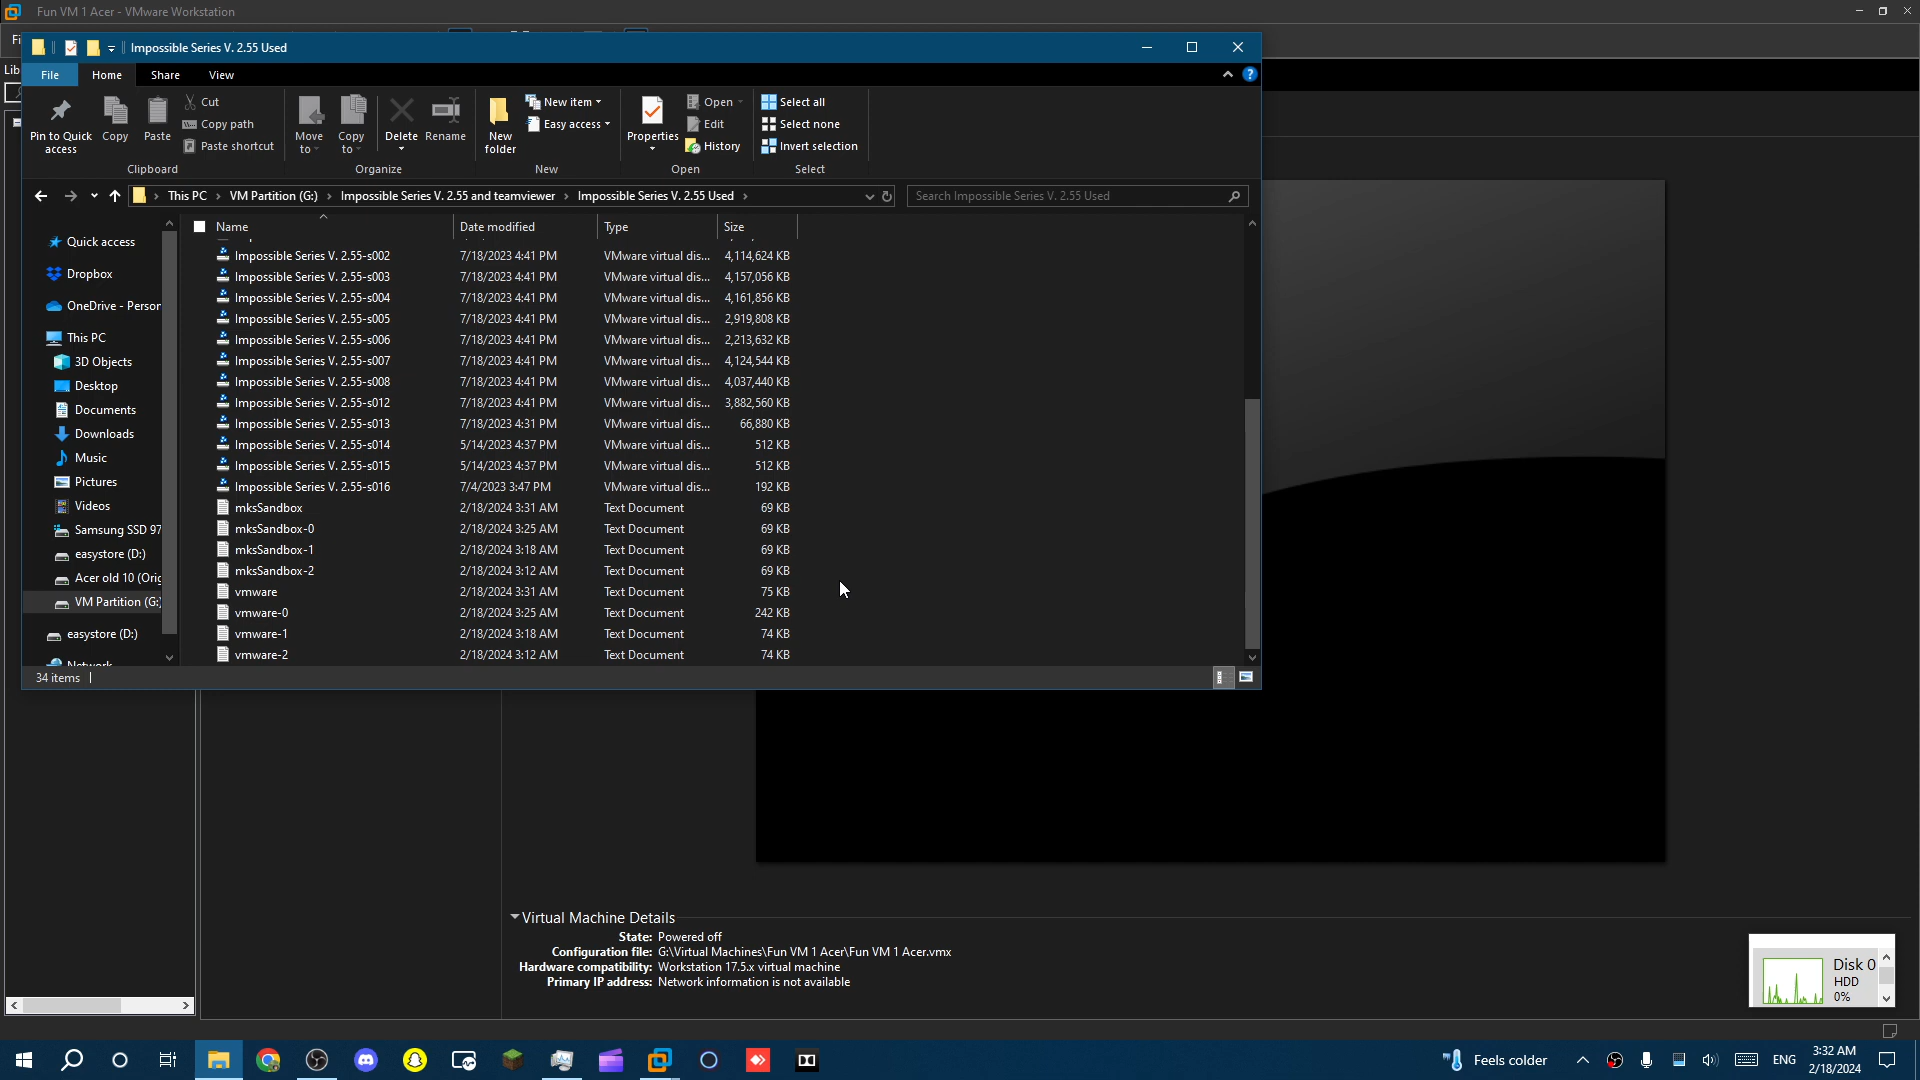 Fun VM 1 Acer - VMware Workstation
Fi
Impossible Series V. 2.55 Used
Lib
File Home Share View
Pin to Quick access
Copy
Paste
Cut
Copy path
Paste shortcut
Clipboard
Move to
Copy to
Delete
Rename
Organize
New folder
New item
Easy access
New
Properties
Open
Edit
History
Open
Select all
Select none
Invert selection
Select
This PC > VM Partition (G:) > Impossible Series V. 2.55 and teamviewer > Impossible Series V. 2.55 Used >
Search Impossible Series V. 2.55 Used
Quick access
Dropbox
OneDrive - Person
This PC
3D Objects
Desktop
Documents
Downloads
Music
Pictures
Videos
Samsung SSD 97
easystore (D:)
Acer old 10 (Orig
VM Partition (G:)
easystore (D:)
Network
Name Date modified Type Size
Impossible Series V. 2.55-s002 7/18/2023 4:41 PM VMware virtual dis... 4,114,624 KB
Impossible Series V. 2.55-s003 7/18/2023 4:41 PM VMware virtual dis... 4,157,056 KB
Impossible Series V. 2.55-s004 7/18/2023 4:41 PM VMware virtual dis... 4,161,856 KB
Impossible Series V. 2.55-s005 7/18/2023 4:41 PM VMware virtual dis... 2,919,808 KB
Impossible Series V. 2.55-s006 7/18/2023 4:41 PM VMware virtual dis... 2,213,632 KB
Impossible Series V. 2.55-s007 7/18/2023 4:41 PM VMware virtual dis... 4,124,544 KB
Impossible Series V. 2.55-s008 7/18/2023 4:41 PM VMware virtual dis... 4,037,440 KB
Impossible Series V. 2.55-s012 7/18/2023 4:41 PM VMware virtual dis... 3,882,560 KB
Impossible Series V. 2.55-s013 7/18/2023 4:31 PM VMware virtual dis... 66,880 KB
Impossible Series V. 2.55-s014 5/14/2023 4:37 PM VMware virtual dis... 512 KB
Impossible Series V. 2.55-s015 5/14/2023 4:37 PM VMware virtual dis... 512 KB
Impossible Series V. 2.55-s016 7/4/2023 3:47 PM VMware virtual dis... 192 KB
mksSandbox 2/18/2024 3:31 AM Text Document 69 KB
mksSandbox-0 2/18/2024 3:25 AM Text Document 69 KB
mksSandbox-1 2/18/2024 3:18 AM Text Document 69 KB
mksSandbox-2 2/18/2024 3:12 AM Text Document 69 KB
vmware 2/18/2024 3:31 AM Text Document 75 KB
vmware-0 2/18/2024 3:25 AM Text Document 242 KB
vmware-1 2/18/2024 3:18 AM Text Document 74 KB
vmware-2 2/18/2024 3:12 AM Text Document 74 KB
34 items
Virtual Machine Details
State: Powered off
Configuration file: G:\Virtual Machines\Fun VM 1 Acer\Fun VM 1 Acer.vmx
Hardware compatibility: Workstation 17.5.x virtual machine
Primary IP address: Network information is not available
Disk 0
HDD
0%
Feels colder
ENG
3:32 AM
2/18/2024